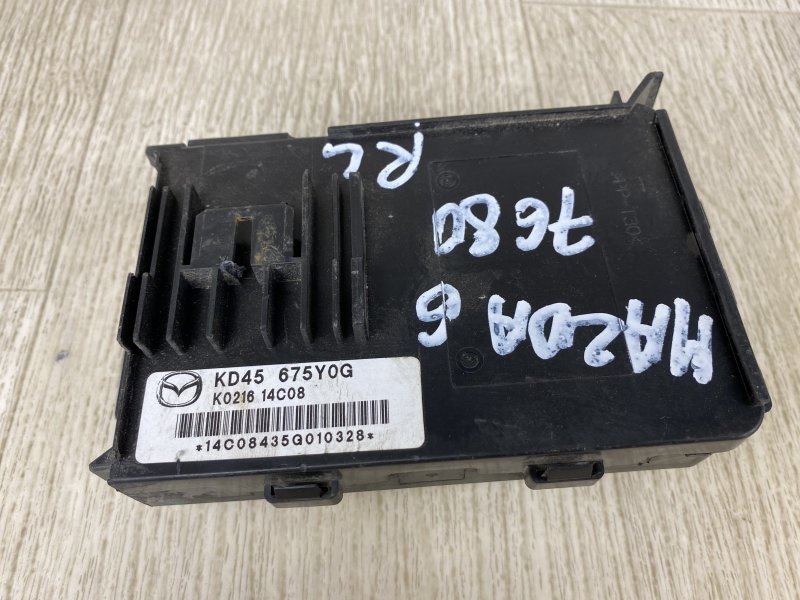 RL
7680
MAZDA 6
KD45 675Y0G
K0216 14C08
*14C08435G010328*